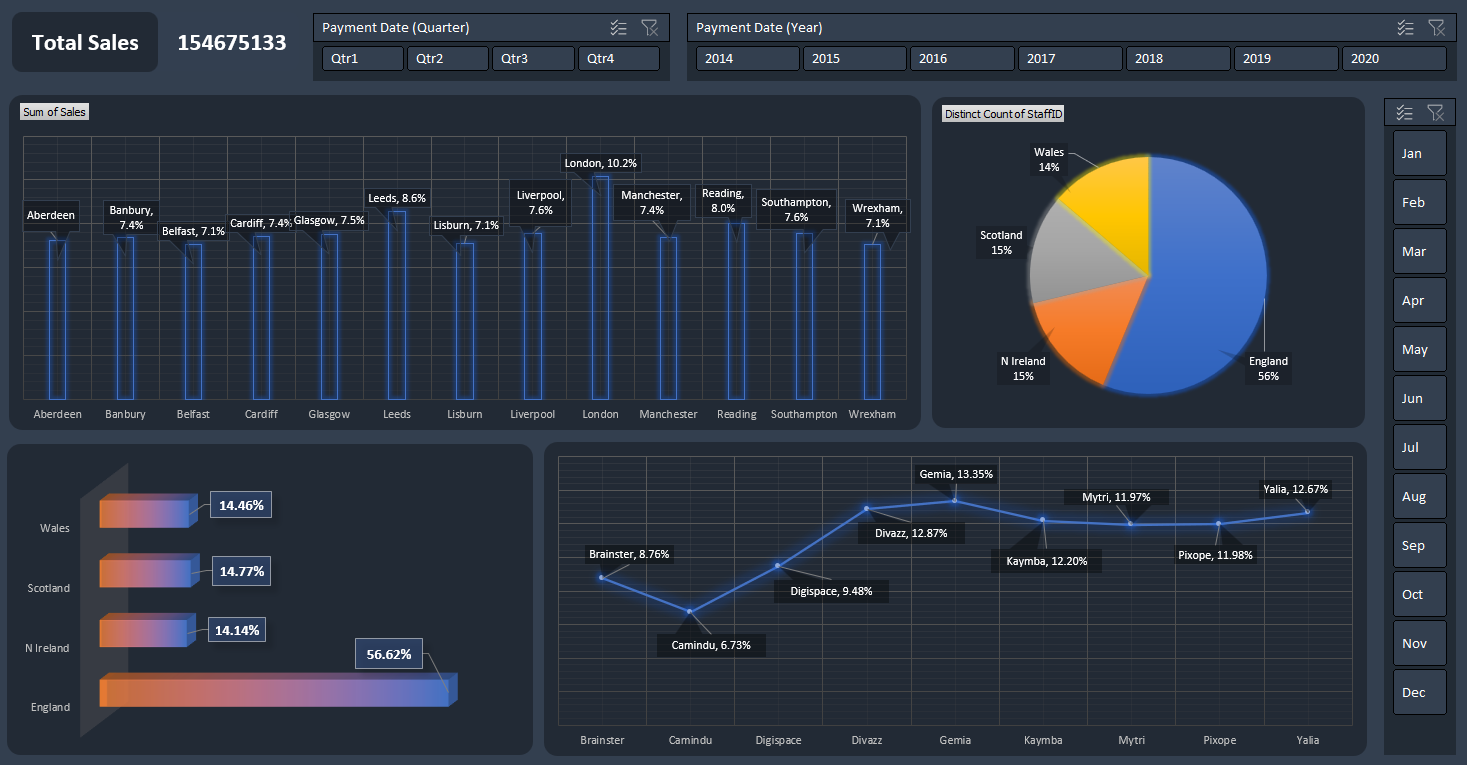 Total Sales
154675133
Payment Date (Quarter)
Qtr1
Qtr2
Qtr3
Qtr4
Payment Date (Year)
2014
2015
2016
2017
2018
2019
2020
Sum of Sales
Aberdeen
Banbury,
7.4%
Belfast, 7.1%
Cardiff, 7.4%
Glasgow, 7.5%
Leeds, 8.6%
Lisburn, 7.1%
Liverpool,
7.6%
London, 10.2%
Manchester,
7.4%
Reading,
8.0%
Southampton,
7.6%
Wrexham,
7.1%
Aberdeen
Banbury
Belfast
Cardiff
Glasgow
Leeds
Lisburn
Liverpool
London
Manchester
Reading
Southampton
Wrexham
Distinct Count of StaffID
Wales
14%
Scotland
15%
N Ireland
15%
England
56%
Jan
Feb
Mar
Apr
May
Jun
Jul
Aug
Sep
Oct
Nov
Dec
Wales
14.46%
Scotland
14.77%
N Ireland
14.14%
England
56.62%
Brainster, 8.76%
Camindu, 6.73%
Digispace, 9.48%
Divazz, 12.87%
Gemia, 13.35%
Kaymba, 12.20%
Mytri, 11.97%
Pixope, 11.98%
Yalia, 12.67%
Brainster
Camindu
Digispace
Divazz
Gemia
Kaymba
Mytri
Pixope
Yalia